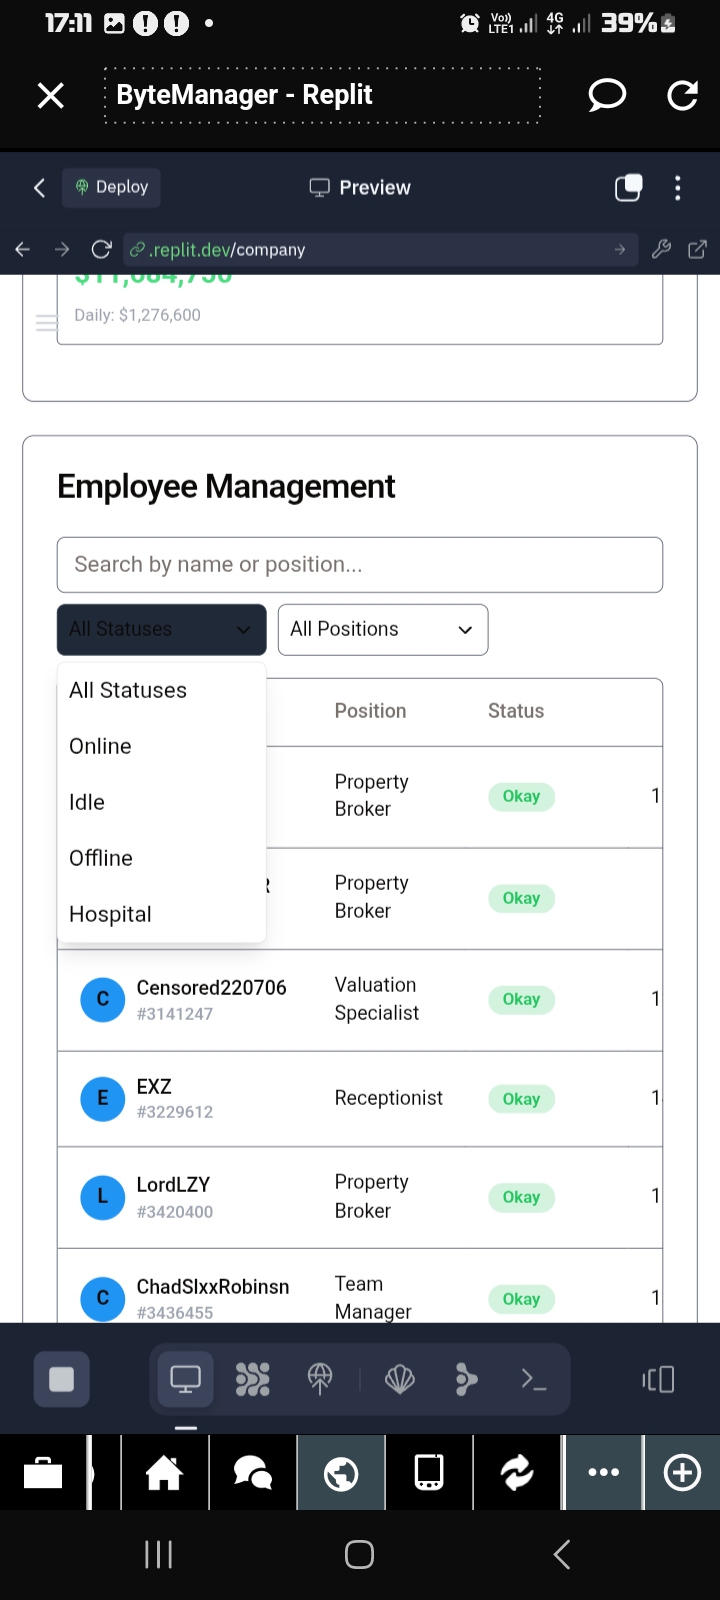 17:11
Vo))
LTE1
4G
39%
ByteManager - Replit
Deploy
Preview
.replit.dev/company
Daily: $1,276,600
Employee Management
Search by name or position...
All Statuses
All Positions
All Statuses
Online
Idle
Offline
Hospital
Position
Status
Property
Broker
Okay
1
Property
Broker
Okay
C
Censored220706
#3141247
Valuation
Specialist
Okay
1
E
EXZ
#3229612
Receptionist
Okay
1
L
LordLZY
#3420400
Property
Broker
Okay
1
C
ChadSlxxRobinsn
#3436455
Team
Manager
Okay
1